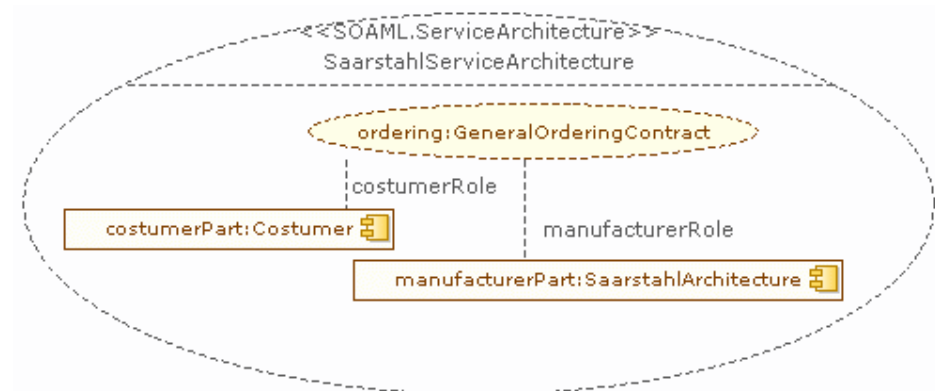 <<SOAML.ServiceArchitecture>>
SaarstahlServiceArchitecture
ordering:GeneralOrderingContract
costumerRole
costumerPart:Costumer
manufacturerRole
manufacturerPart:SaarstahlArchitecture